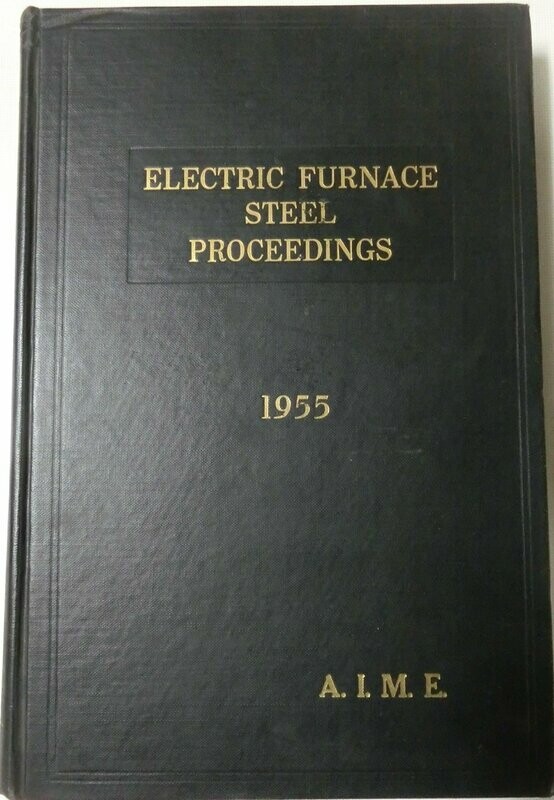 ELECTRIC FURNACE
STEEL
PROCEEDINGS
1955
A. I. M. E.